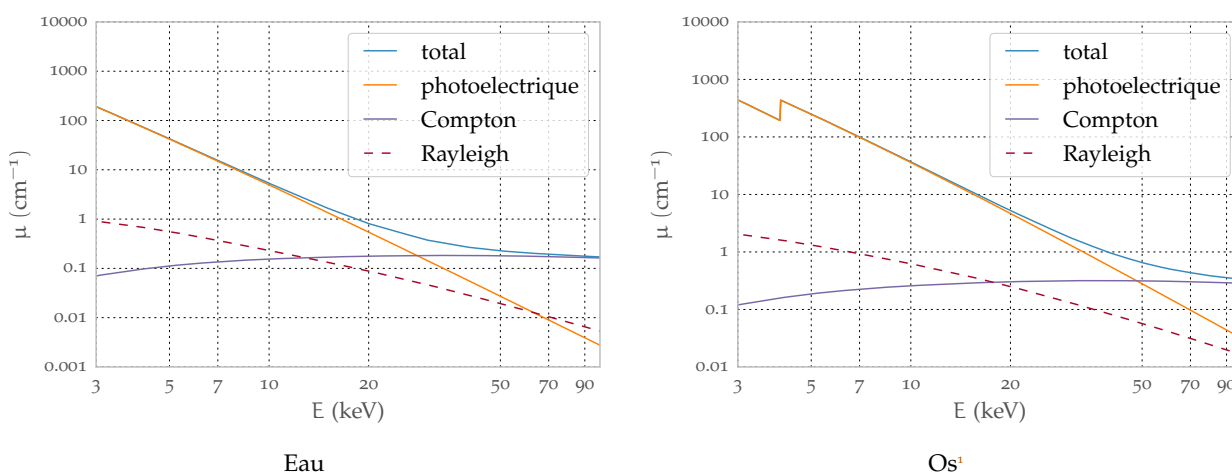 10000
1000
100
10
1
0.1
0.01
0.001
μ (cm⁻¹)
total
photoelectrique
Compton
Rayleigh
3 5 7 10 20 50 70 90
E (keV)
Eau
10000
1000
100
10
1
0.1
0.01
μ (cm⁻¹)
total
photoelectrique
Compton
Rayleigh
3 5 7 10 20 50 70 90
E (keV)
Os¹